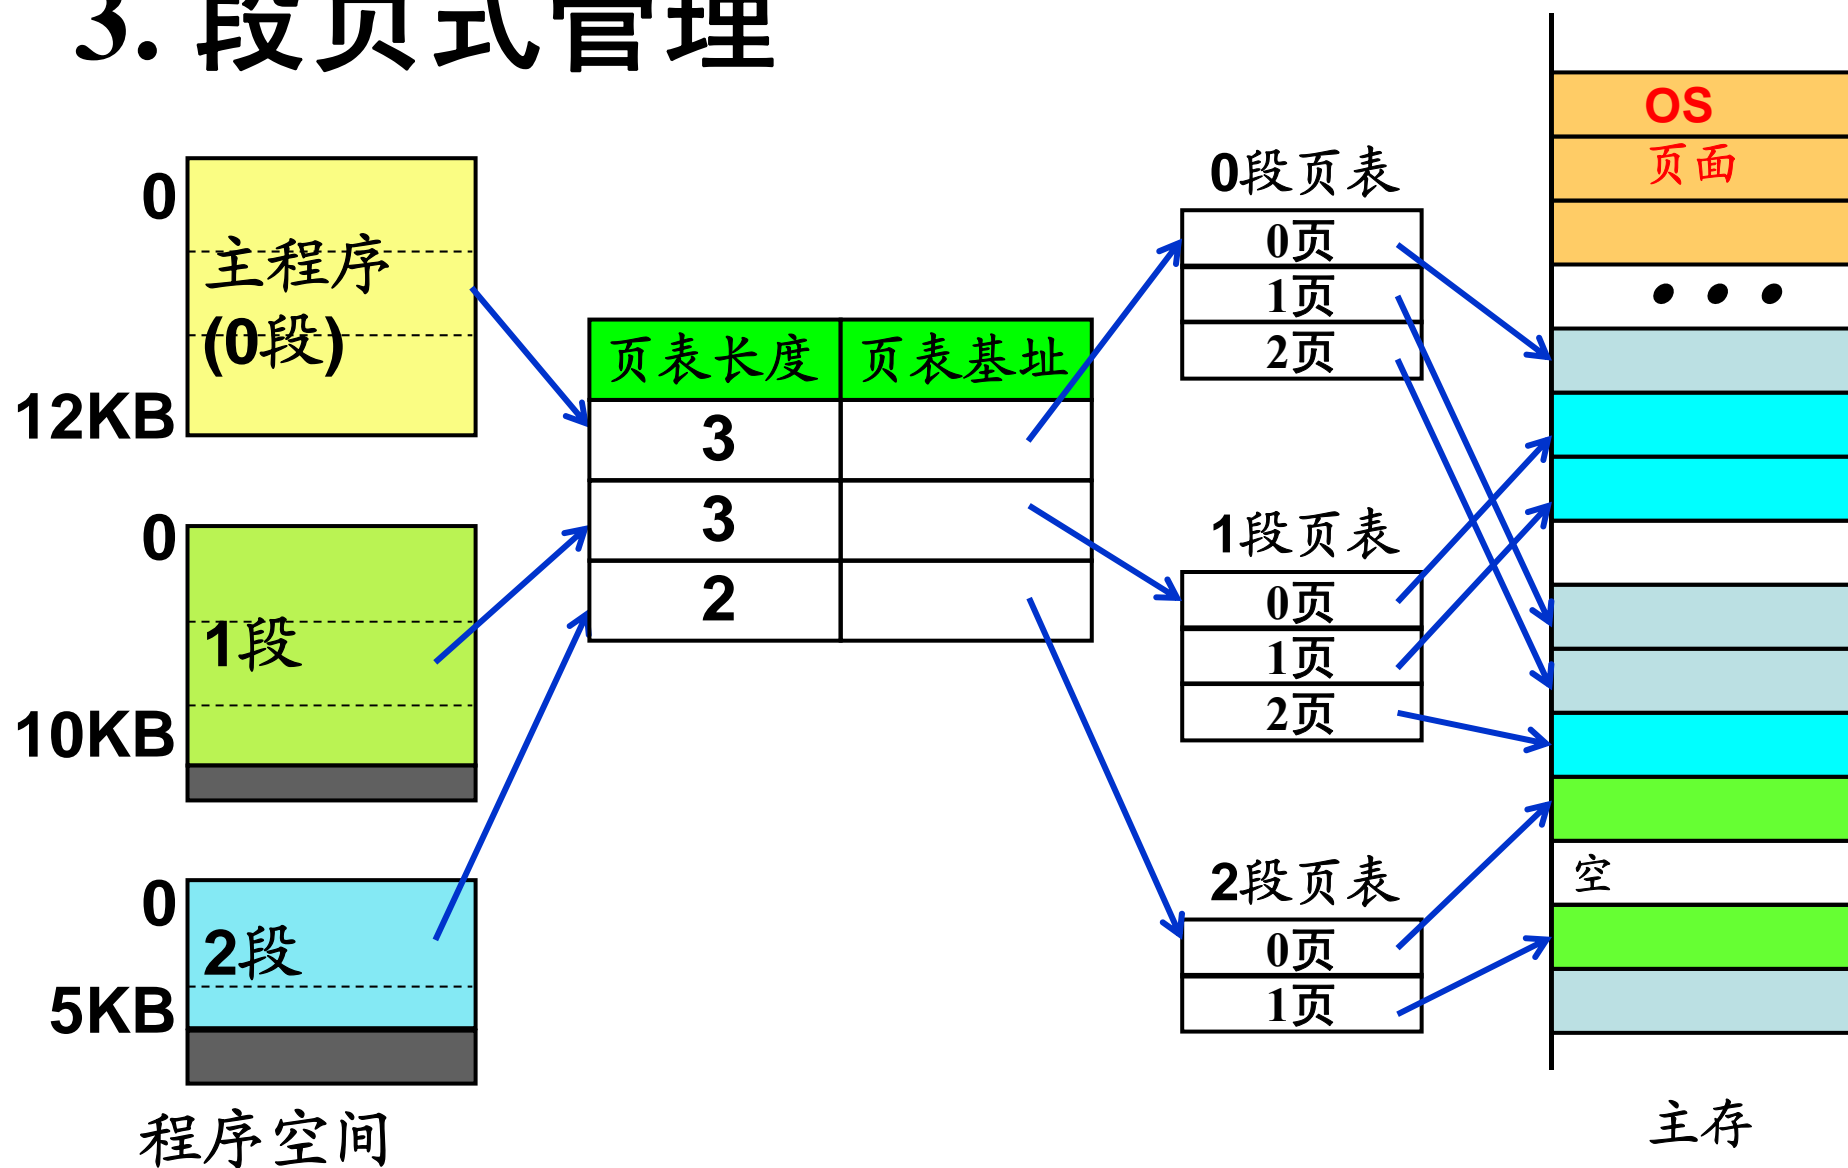 3. 段页式管理
0
主程序
(0段)
12KB
0
1段
10KB
0
2段
5KB
程序空间
页表长度 页表基址
3
3
2
0段页表
0页
1页
2页
1段页表
0页
1页
2页
2段页表
0页
1页
OS
页面
• • •
空
主存